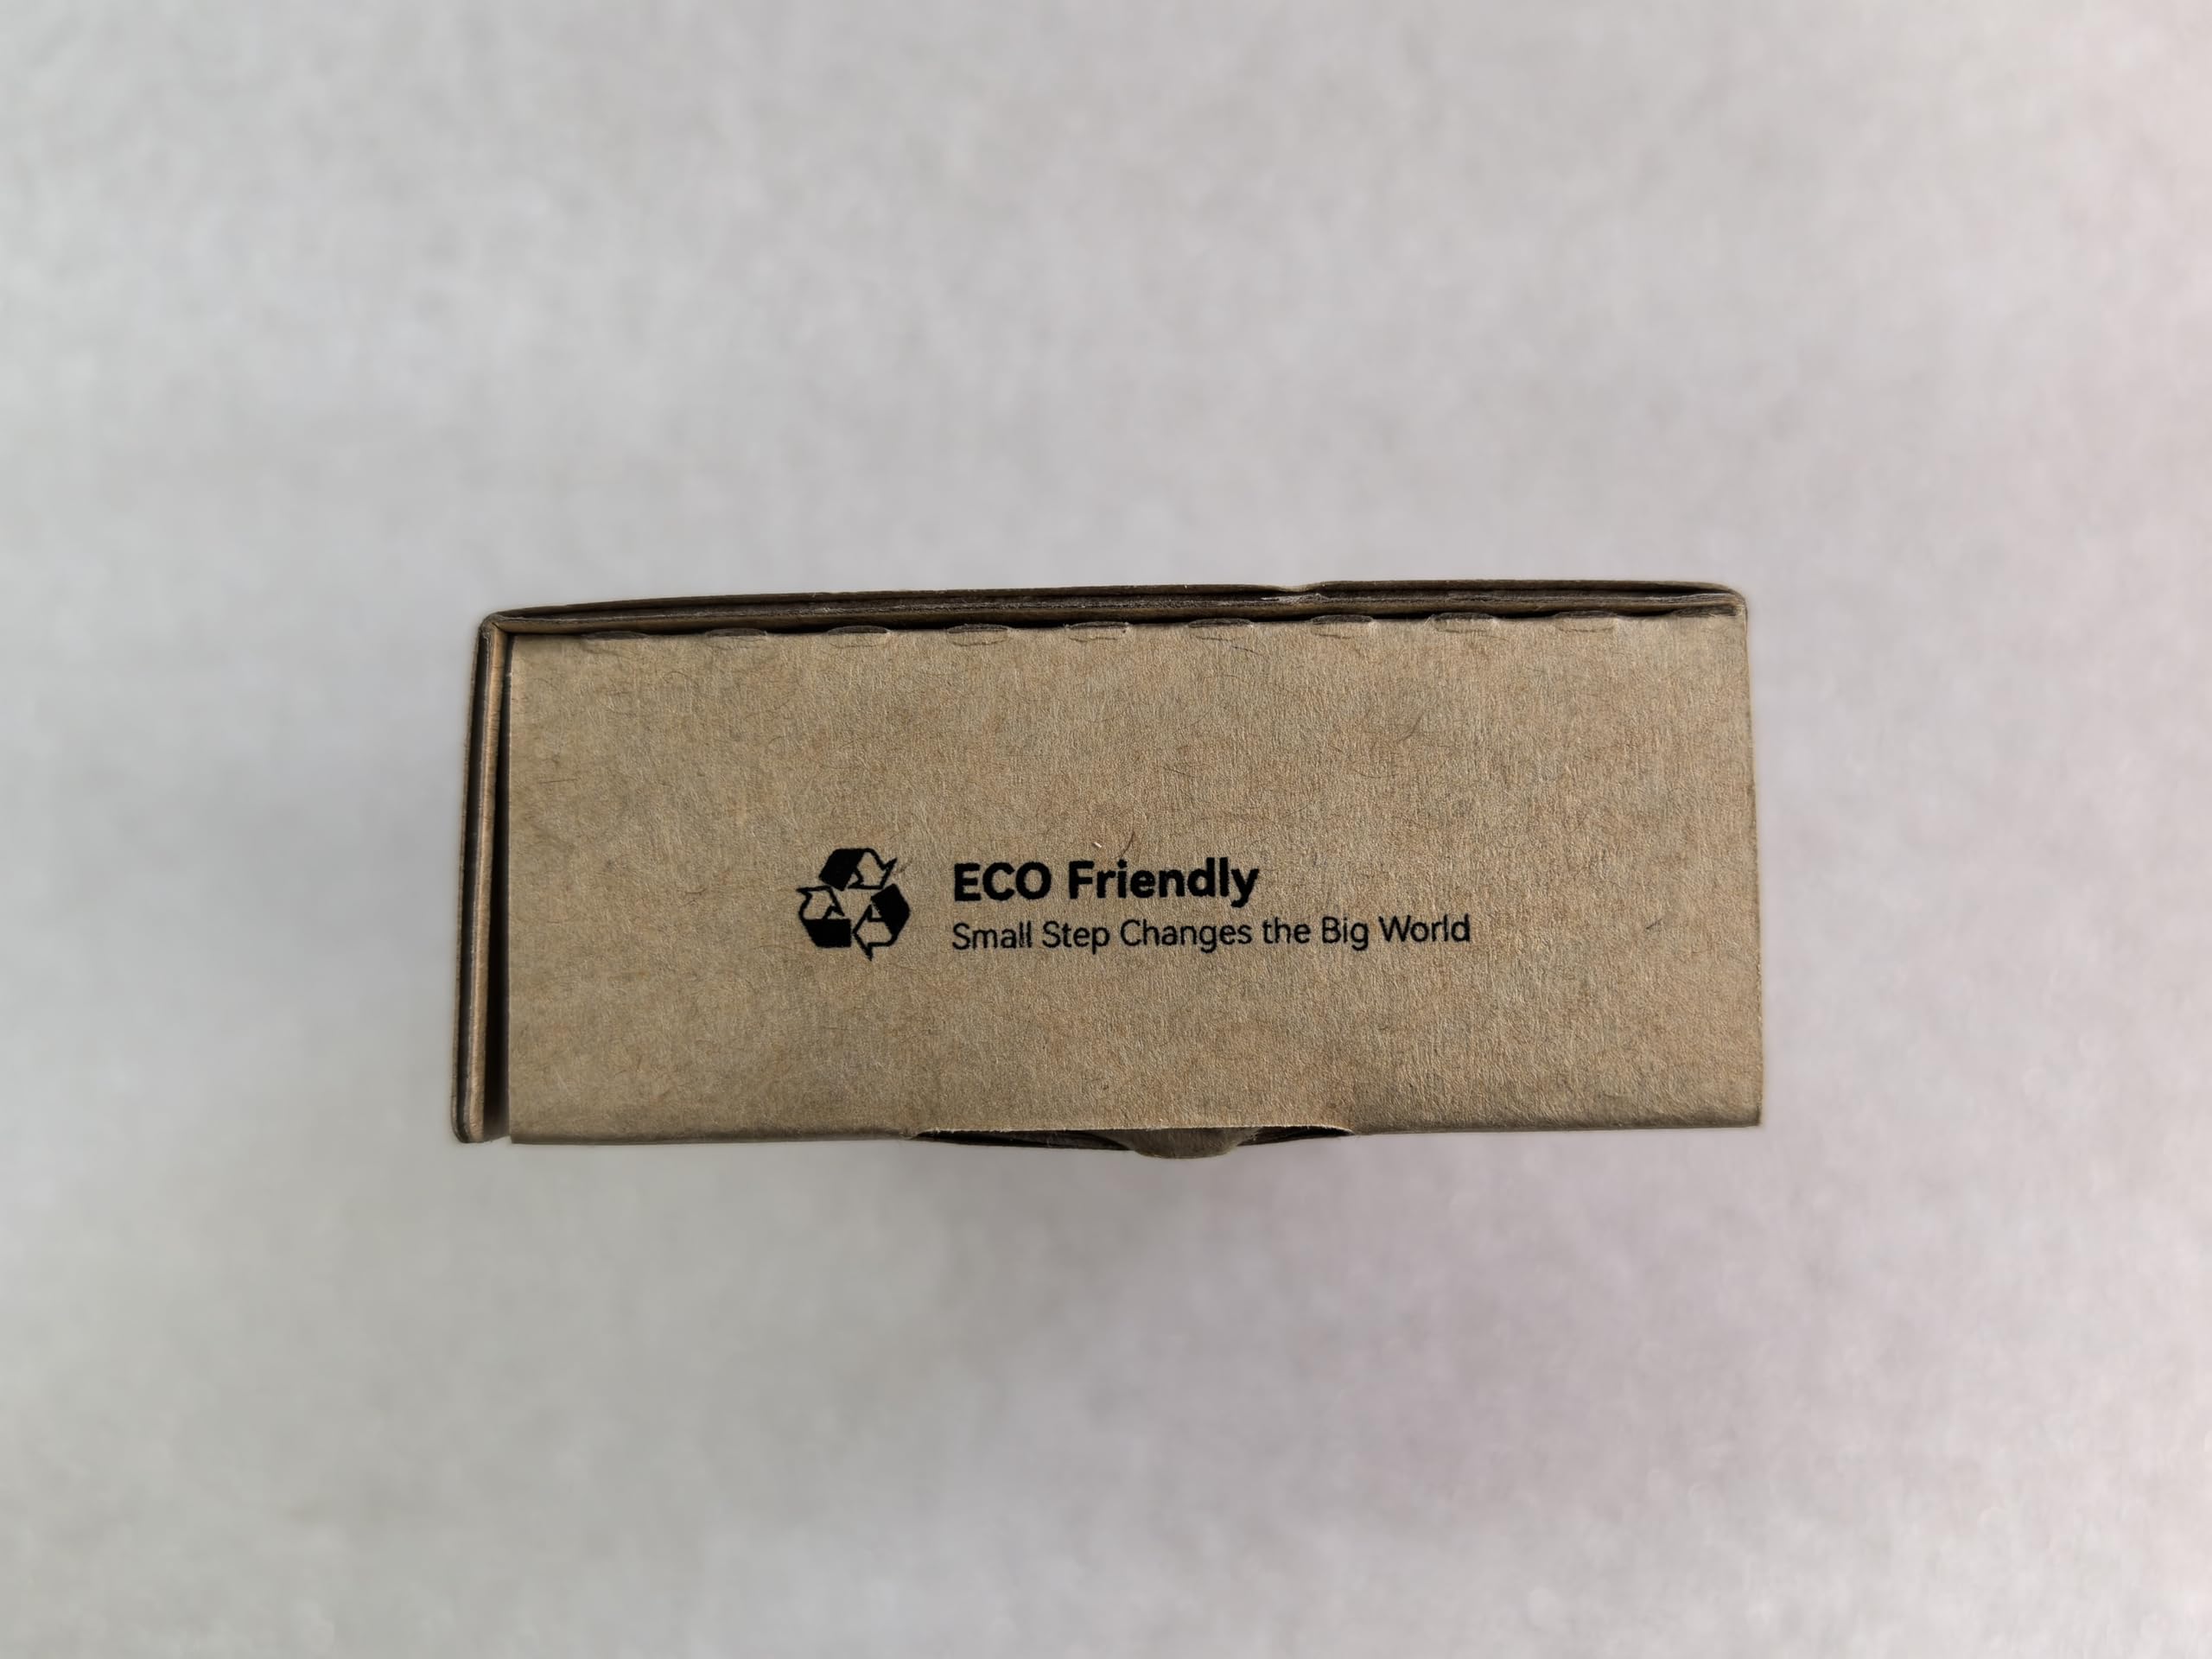 ECO Friendly
Small Step Changes the Big World